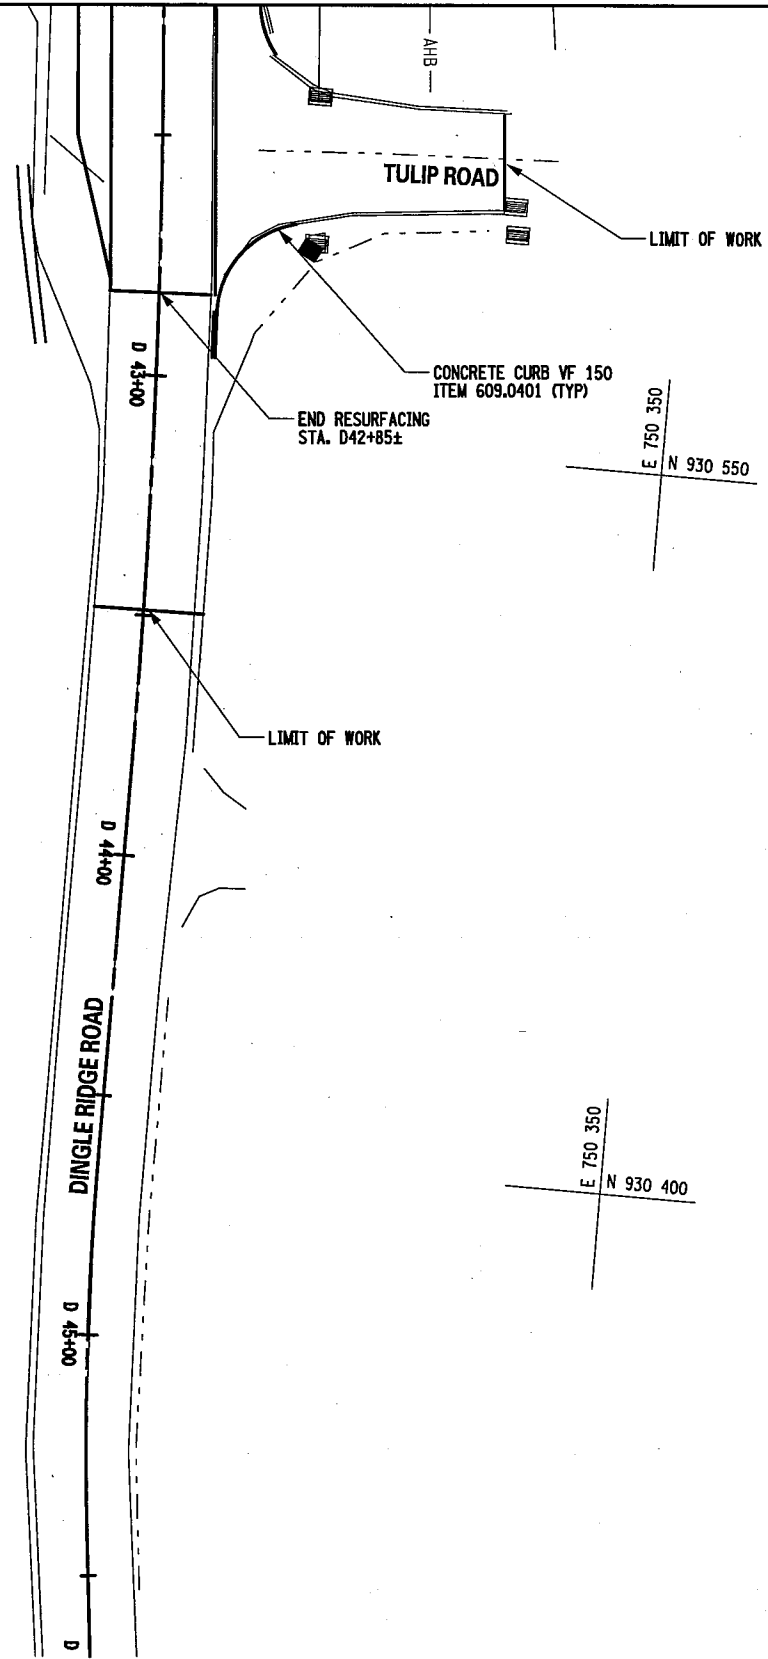 AHB
TULIP ROAD
LIMIT OF WORK
D 43+00
CONCRETE CURB VF 150
ITEM 609.0401 (TYP)
END RESURFACING
STA. D42+85±
E 750 350
N 930 550
LIMIT OF WORK
D 44+00
DINGLE RIDGE ROAD
E 750 350
N 930 400
D 45+00
D